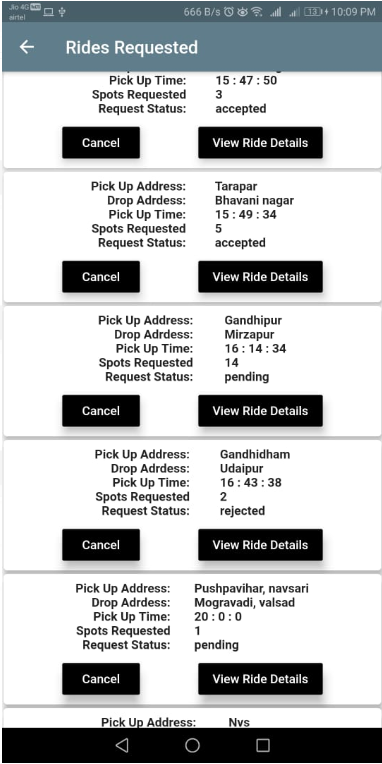 Jio 4G HD
airtel
666 B/s 13 10:09 PM
Rides Requested
Pick Up Time: 15 : 47 : 50
Spots Requested 3
Request Status: accepted
Cancel View Ride Details
Pick Up Address: Tarapar
Drop Adrdess: Bhavani nagar
Pick Up Time: 15 : 49 : 34
Spots Requested 5
Request Status: accepted
Cancel View Ride Details
Pick Up Address: Gandhipur
Drop Adrdess: Mirzapur
Pick Up Time: 16 : 14 : 34
Spots Requested 14
Request Status: pending
Cancel View Ride Details
Pick Up Address: Gandhidham
Drop Adrdess: Udaipur
Pick Up Time: 16 : 43 : 38
Spots Requested 2
Request Status: rejected
Cancel View Ride Details
Pick Up Address: Pushpavihar, navsari
Drop Adrdess: Mogravadi, valsad
Pick Up Time: 20 : 0 : 0
Spots Requested 1
Request Status: pending
Cancel View Ride Details
Pick Up Address: Nvs